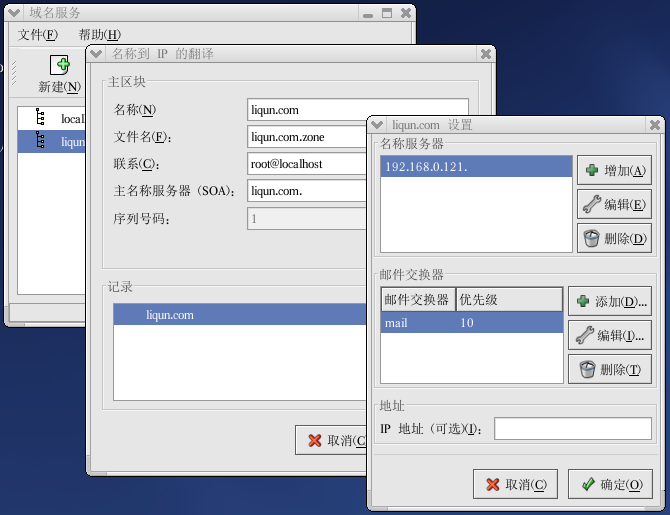 域名服务
文件(F) 帮助(H)
新建(N)
local
liqun
名称到 IP 的翻译
主区块
名称(N) liqun.com
文件名(F): liqun.com.zone
联系(C): root@localhost
主名称服务器 (SOA): liqun.com.
序列号码: 1
记录
liqun.com
取消(C
liqun.com 设置
名称服务器
192.168.0.121.
增加(A)
编辑(E)
删除(D)
邮件交换器
邮件交换器 优先级
mail 10
添加(D)...
编辑(I)...
删除(T)
地址
IP 地址 (可选)(I):
取消(C) 确定(O)